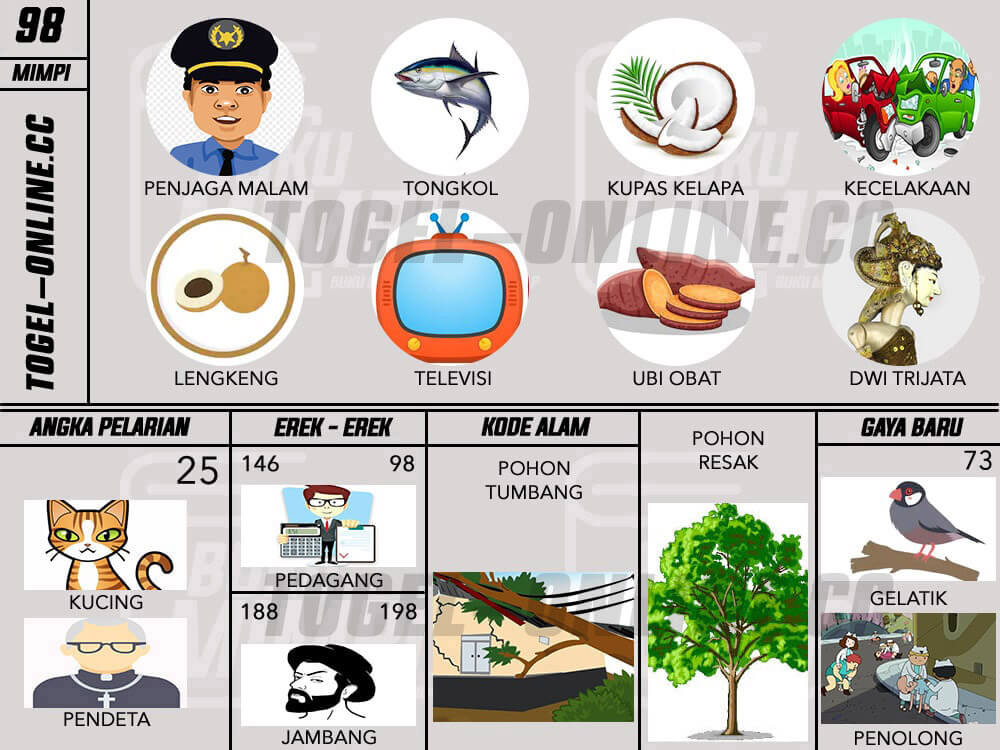 98
MIMPI
TOGEL-ONLINE.CC
PENJAGA MALAM
TONGKOL
KUPAS KELAPA
KECELAKAAN
TOGEL-ONLINE.CC
LENGKENG
TELEVISI
UBI OBAT
DWI TRIJATA
ANGKA PELARIAN
25
KUCING
PENDETA
EREK - EREK
146 98
PEDAGANG
188 198
JAMBANG
KODE ALAM
POHON
TUMBANG
POHON
RESAK
GAYA BARU
73
GELATIK
PENOLONG